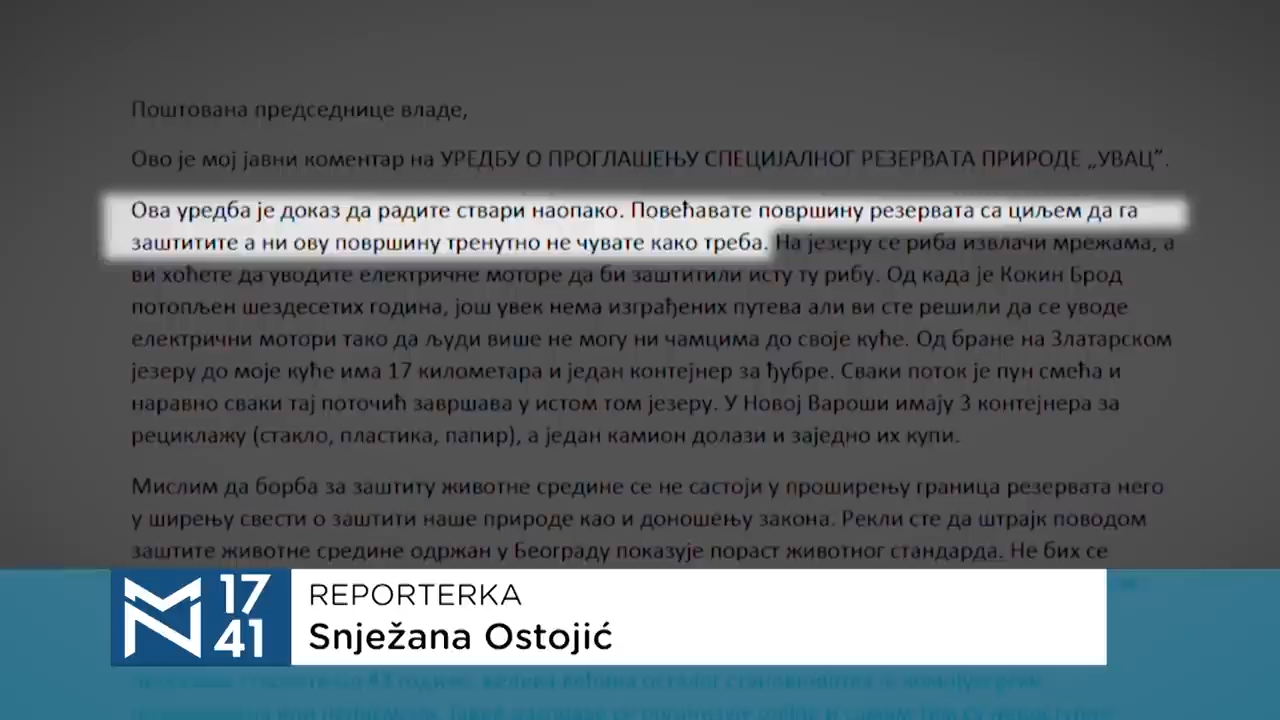 Поштована председнице владе,
Ово је мој јавни коментар на УРЕДБУ О ПРОГЛАШЕЊУ СПЕЦИЈАЛНОГ РЕЗЕРВАТА ПРИРОДЕ „УВАЦ”.
Ова уредба је доказ да радите ствари наопако. Повећавате површину резервата са циљем да га
заштитите а ни ову површину тренутно не чувате како треба. На језеру се риба извлачи мрежама, а
ви хоћете да уводите електричне моторе да би заштитили исту ту рибу. Од када је Кокин Брод
потопљен шездесетих година, још увек нема изграђених путева али ви сте решили да се уводе
електрични мотори тако да људи више не могу ни чамцима до своје куће. Од бране на Златарском
језеру до моје куће има 17 километара и један контејнер за ђубре. Сваки поток је пун смећа и
наравно сваки тај поточић завршава у истом том језеру. У Новој Вароши имају 3 контејнера за
рециклажу (стакло, пластика, папир), а један камион долази и заједно их купи.
Мислим да борба за заштиту животне средине се не састоји у проширењу граница резервата него
у ширењу свести о заштити наше природе као и доношењу закона. Рекли сте да штрајк поводом
заштите животне средине одржан у Београду показује пораст животног стандарда. Не бих се
17
41
REPORTERKA
Snježana Ostojić